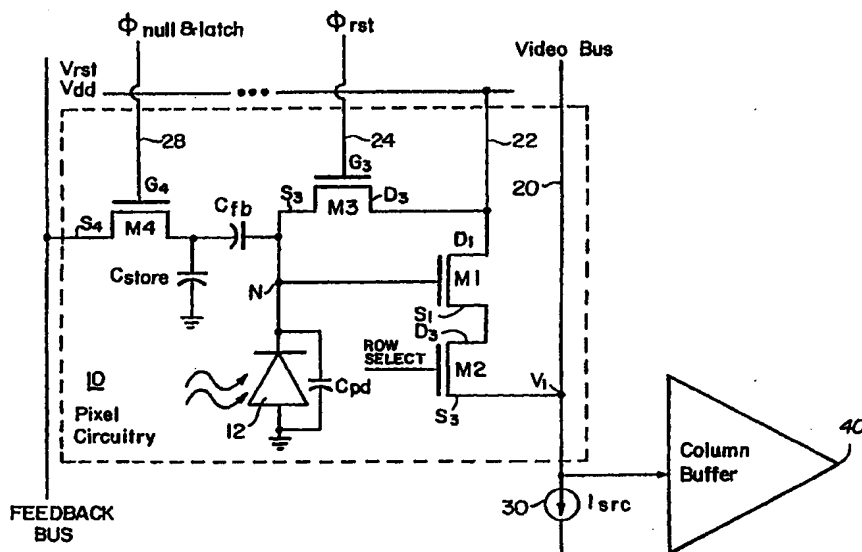 Φnull&latch
Φrst
Video Bus
Vrst
Vdd
28
24
22
20
G4
G3
S4
M4
Cfb
S3
M3
D3
Cstore
N
D1
M1
S1
D3
ROW
SELECT
M2
S3
V1
10
Pixel
Circuitry
12
Cpd
Column
Buffer
40
30
Isrc
FEEDBACK
BUS